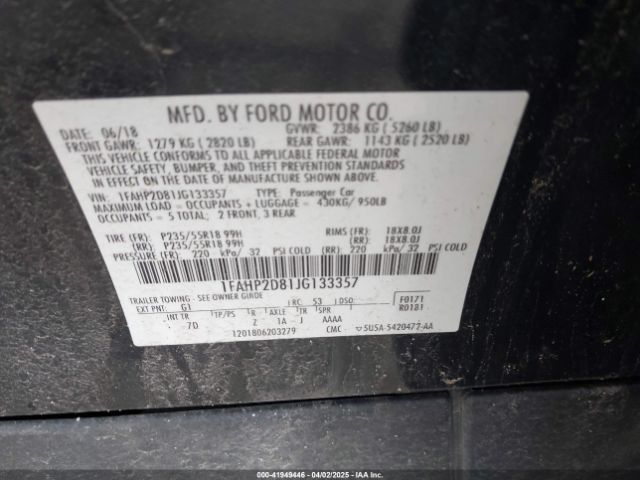 MFD. BY FORD MOTOR CO.
DATE: 06/18 GVWR: 2386 KG ( 5260 LB)
FRONT GAWR: 1279 KG ( 2820 LB) REAR GAWR: 1143 KG ( 2520 LB)
THIS VEHICLE CONFORMS TO ALL APPLICABLE FEDERAL MOTOR
VEHICLE SAFETY, BUMPER, AND THEFT PREVENTION STANDARDS
IN EFFECT ON THE DATE OF MANUFACTURE SHOWN ABOVE.
VIN: 1FAHP2D81JG133357 TYPE: Passenger Car
MAXIMUM LOAD = OCCUPANTS + LUGGAGE = 430KG/ 950LB
OCCUPANTS = 5 TOTAL; 2 FRONT, 3 REAR
TIRE (FR): P235/55R18 99H RIMS (FR): 18X8.0J
(RR): P235/55R18 99H (RR): 18X8.0J
PRESSURE (FR): 220 kPa/ 32 PSI COLD (RR): 220 kPa/ 32 PSI COLD
1FAHP2D81JG133357
TRAILER TOWING - SEE OWNER GUIDE
EXT PNT: G1 RC: 53 DSO: F0171
INT TR TP/PS R AXLE TR SPR R0181
7D Z 1A J AAAA
1201806203279 CMC 5U5A-5420472-AA
000-41949446 - 04/02/2025 - IAA Inc.